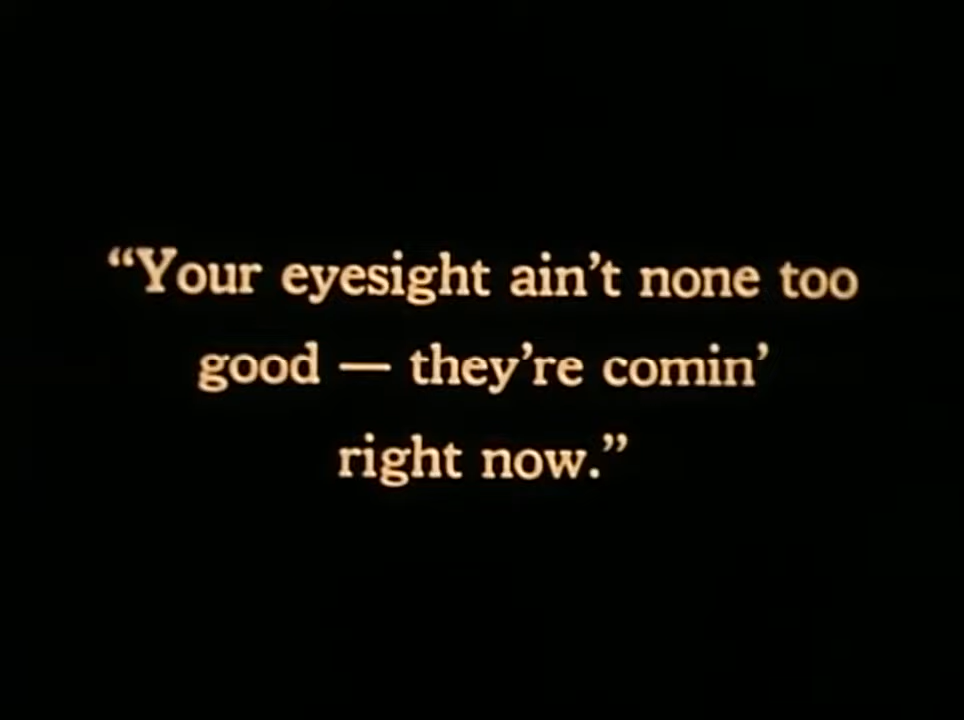 “Your eyesight ain’t none too
good — they’re comin’
right now.”